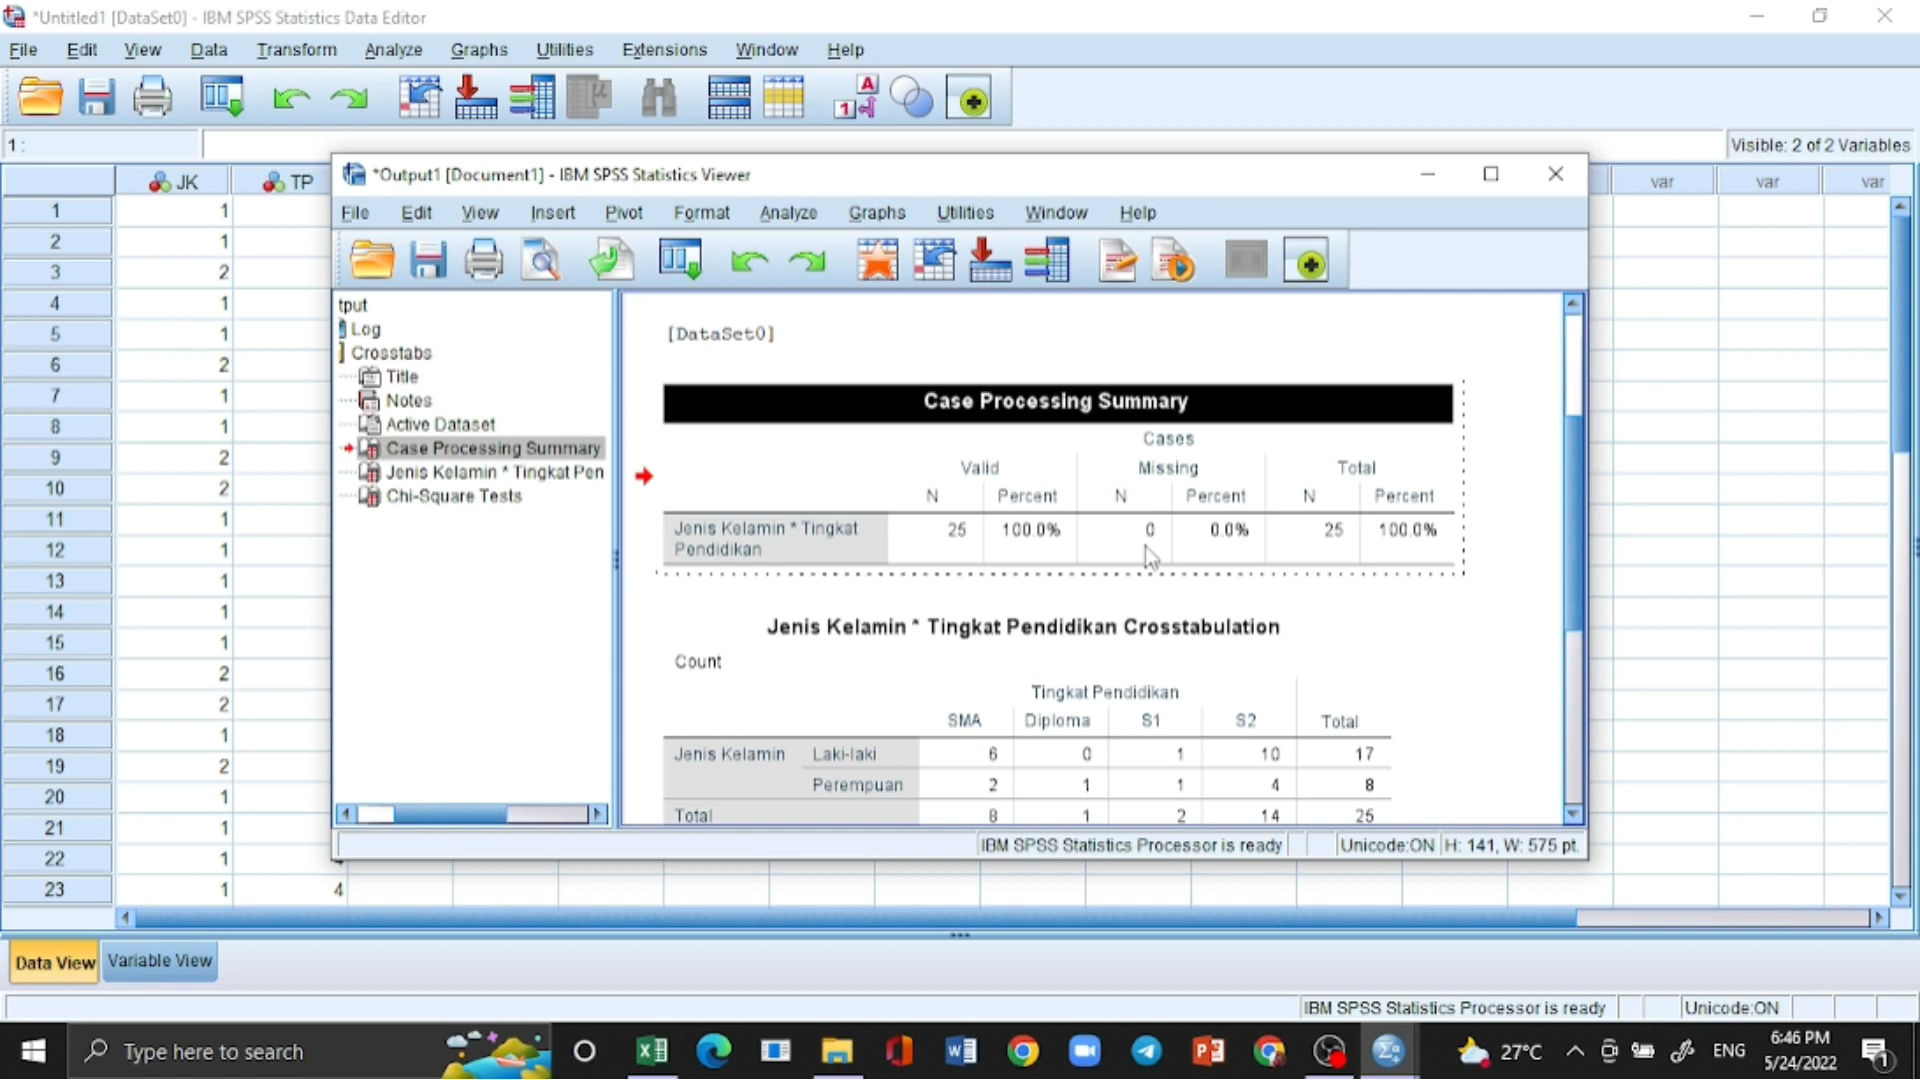 *Untitled1 [DataSet0] - IBM SPSS Statistics Data Editor
File Edit View Data Transform Analyze Graphs Utilities Extensions Window Help
1 :
Visible: 2 of 2 Variables
JK TP var var var
*Output1 [Document1] - IBM SPSS Statistics Viewer
File Edit View Insert Pivot Format Analyze Graphs Utilities Window Help
tput
Log
Crosstabs
Title
Notes
Active Dataset
Case Processing Summary
Jenis Kelamin * Tingkat Pen
Chi-Square Tests
[DataSet0]
Case Processing Summary
Cases
Valid Missing Total
N Percent N Percent N Percent
Jenis Kelamin * Tingkat
Pendidikan
25 100.0% 0 0.0% 25 100.0%
Jenis Kelamin * Tingkat Pendidikan Crosstabulation
Count
Tingkat Pendidikan
SMA Diploma S1 S2 Total
Jenis Kelamin Laki-laki 6 0 1 10 17
Perempuan 2 1 1 4 8
Total 8 1 2 14 25
IBM SPSS Statistics Processor is ready Unicode:ON H: 141, W: 575 pt.
1 1
2 1
3 2
4 1
5 1
6 2
7 1
8 1
9 2
10 2
11 1
12 1
13 1
14 1
15 1
16 2
17 2
18 1
19 2
20 1
21 1
22 1
23 1 4
Data View Variable View
IBM SPSS Statistics Processor is ready Unicode:ON
Type here to search
27°C ENG
6:46 PM
5/24/2022
1